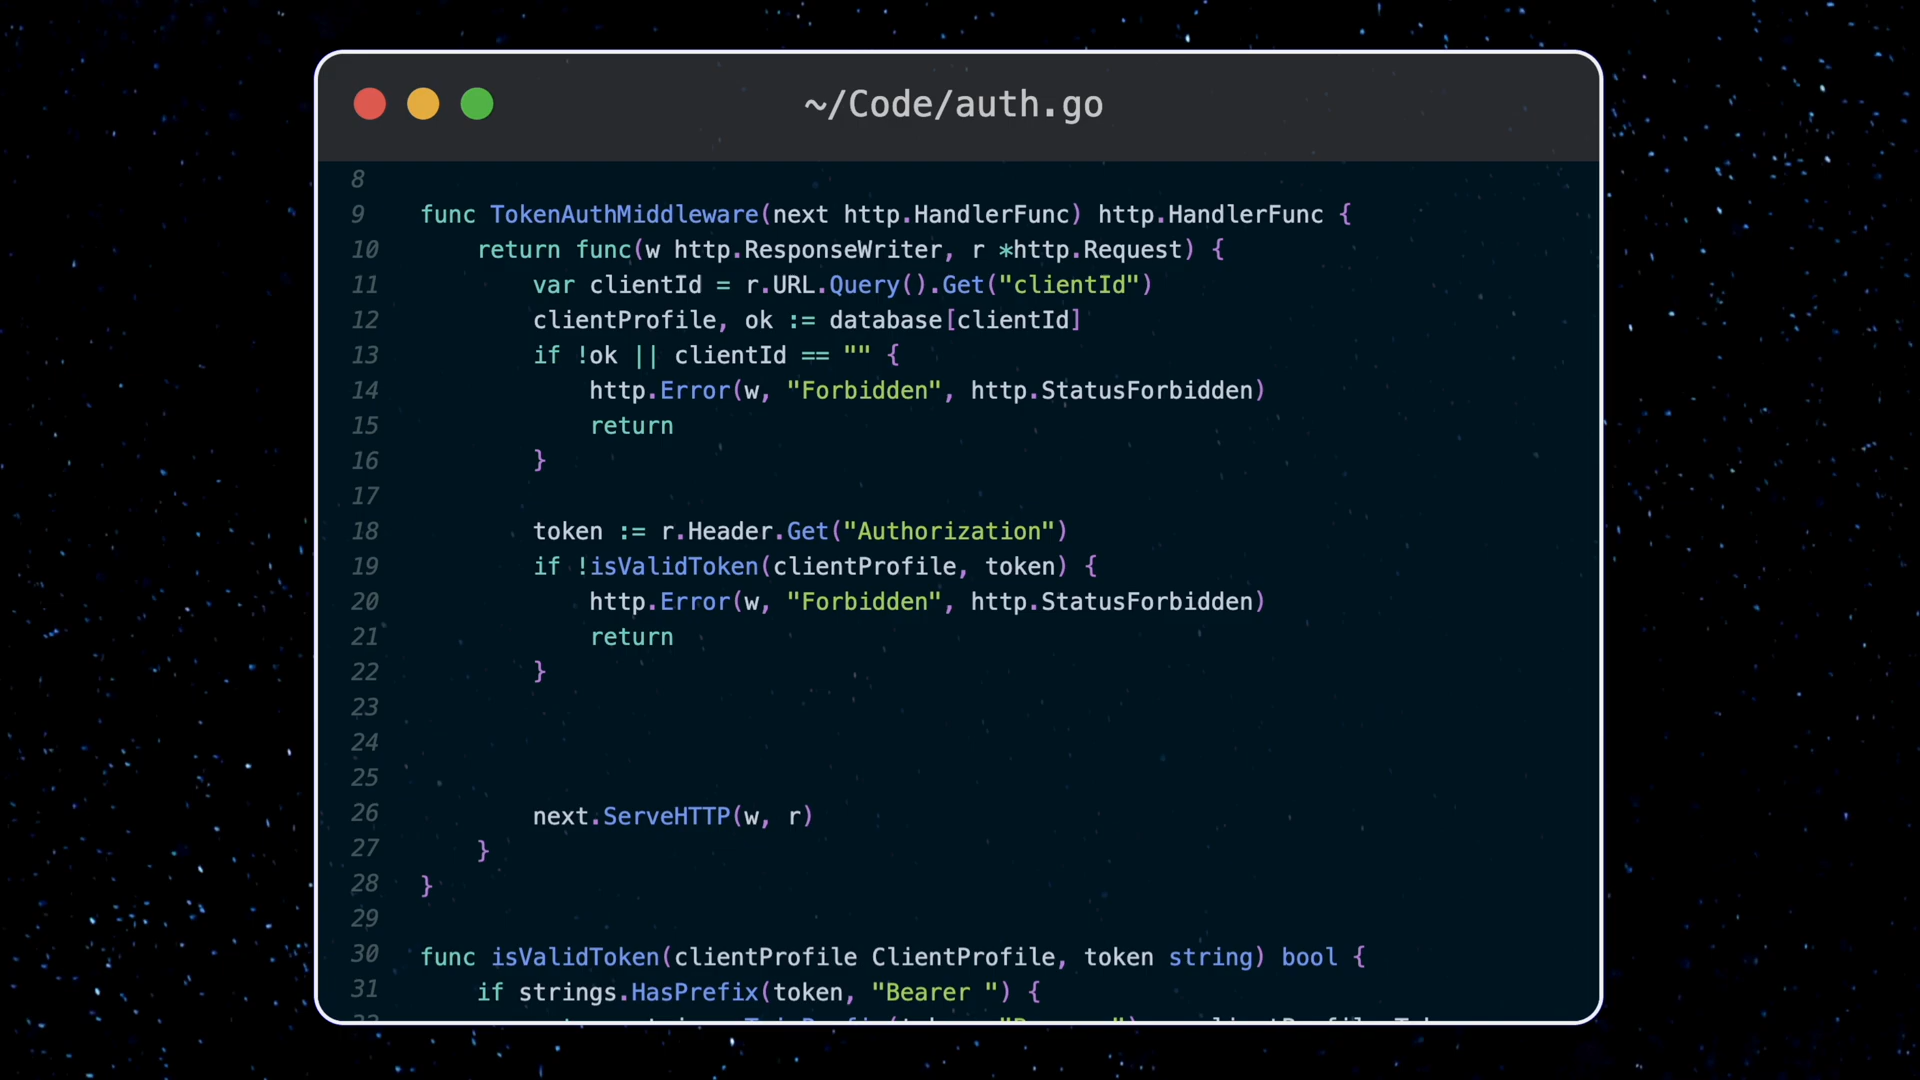 ~/Code/auth.go
8
9 func TokenAuthMiddleware(next http.HandlerFunc) http.HandlerFunc {
10 return func(w http.ResponseWriter, r *http.Request) {
11 var clientId = r.URL.Query().Get("clientId")
12 clientProfile, ok := database[clientId]
13 if !ok || clientId == "" {
14 http.Error(w, "Forbidden", http.StatusForbidden)
15 return
16 }
17
18 token := r.Header.Get("Authorization")
19 if !isValidToken(clientProfile, token) {
20 http.Error(w, "Forbidden", http.StatusForbidden)
21 return
22 }
23
24
25
26 next.ServeHTTP(w, r)
27 }
28 }
29
30 func isValidToken(clientProfile ClientProfile, token string) bool {
31 if strings.HasPrefix(token, "Bearer ") {